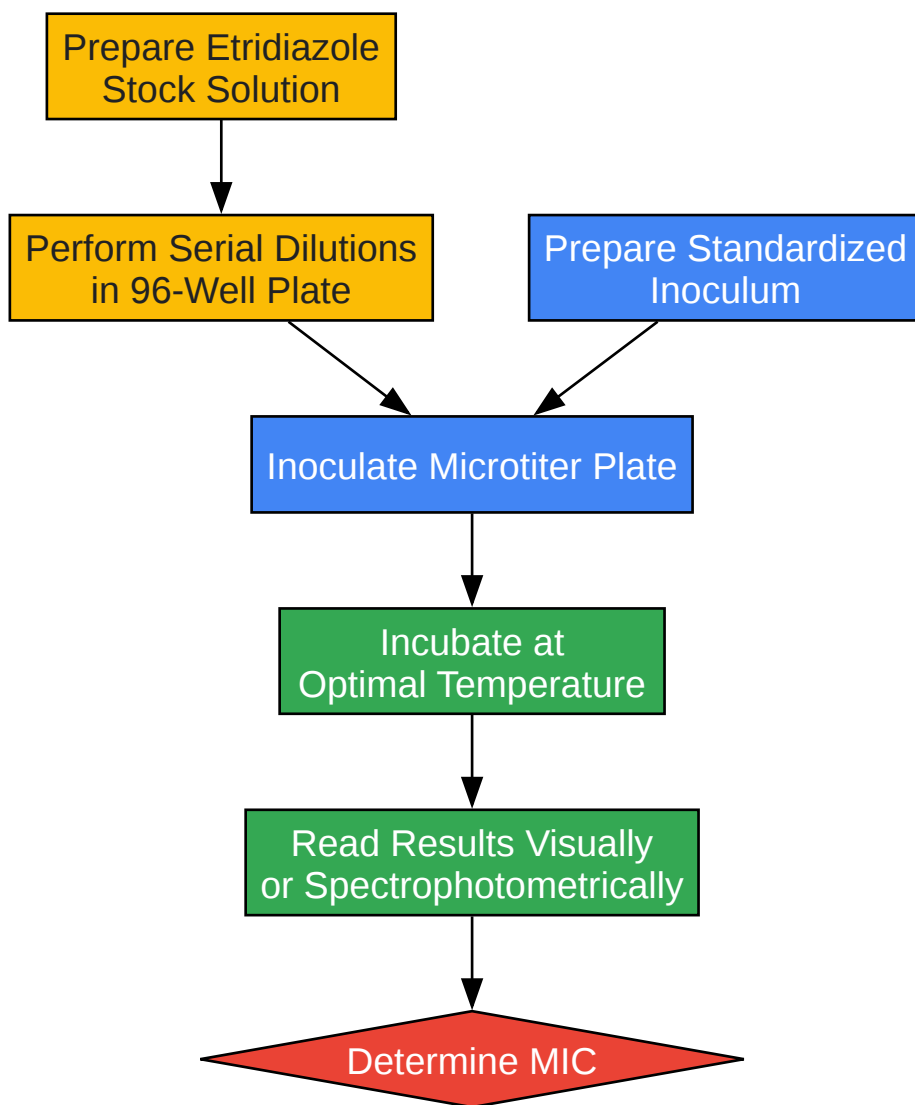 Prepare Etridiazole
Stock Solution
Perform Serial Dilutions
in 96-Well Plate
Prepare Standardized
Inoculum
Inoculate Microtiter Plate
Incubate at
Optimal Temperature
Read Results Visually
or Spectrophotometrically
Determine MIC